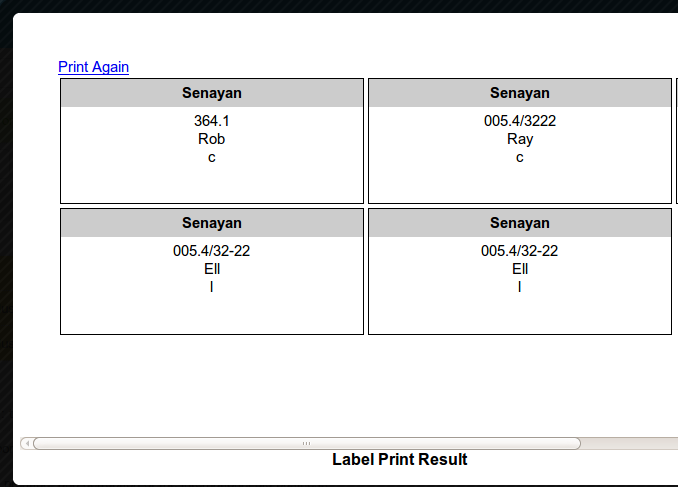 Print Again
Senayan
364.1
Rob
c
Senayan
005.4/3222
Ray
c
Senayan
005.4/32-22
Ell
l
Senayan
005.4/32-22
Ell
l
Label Print Result